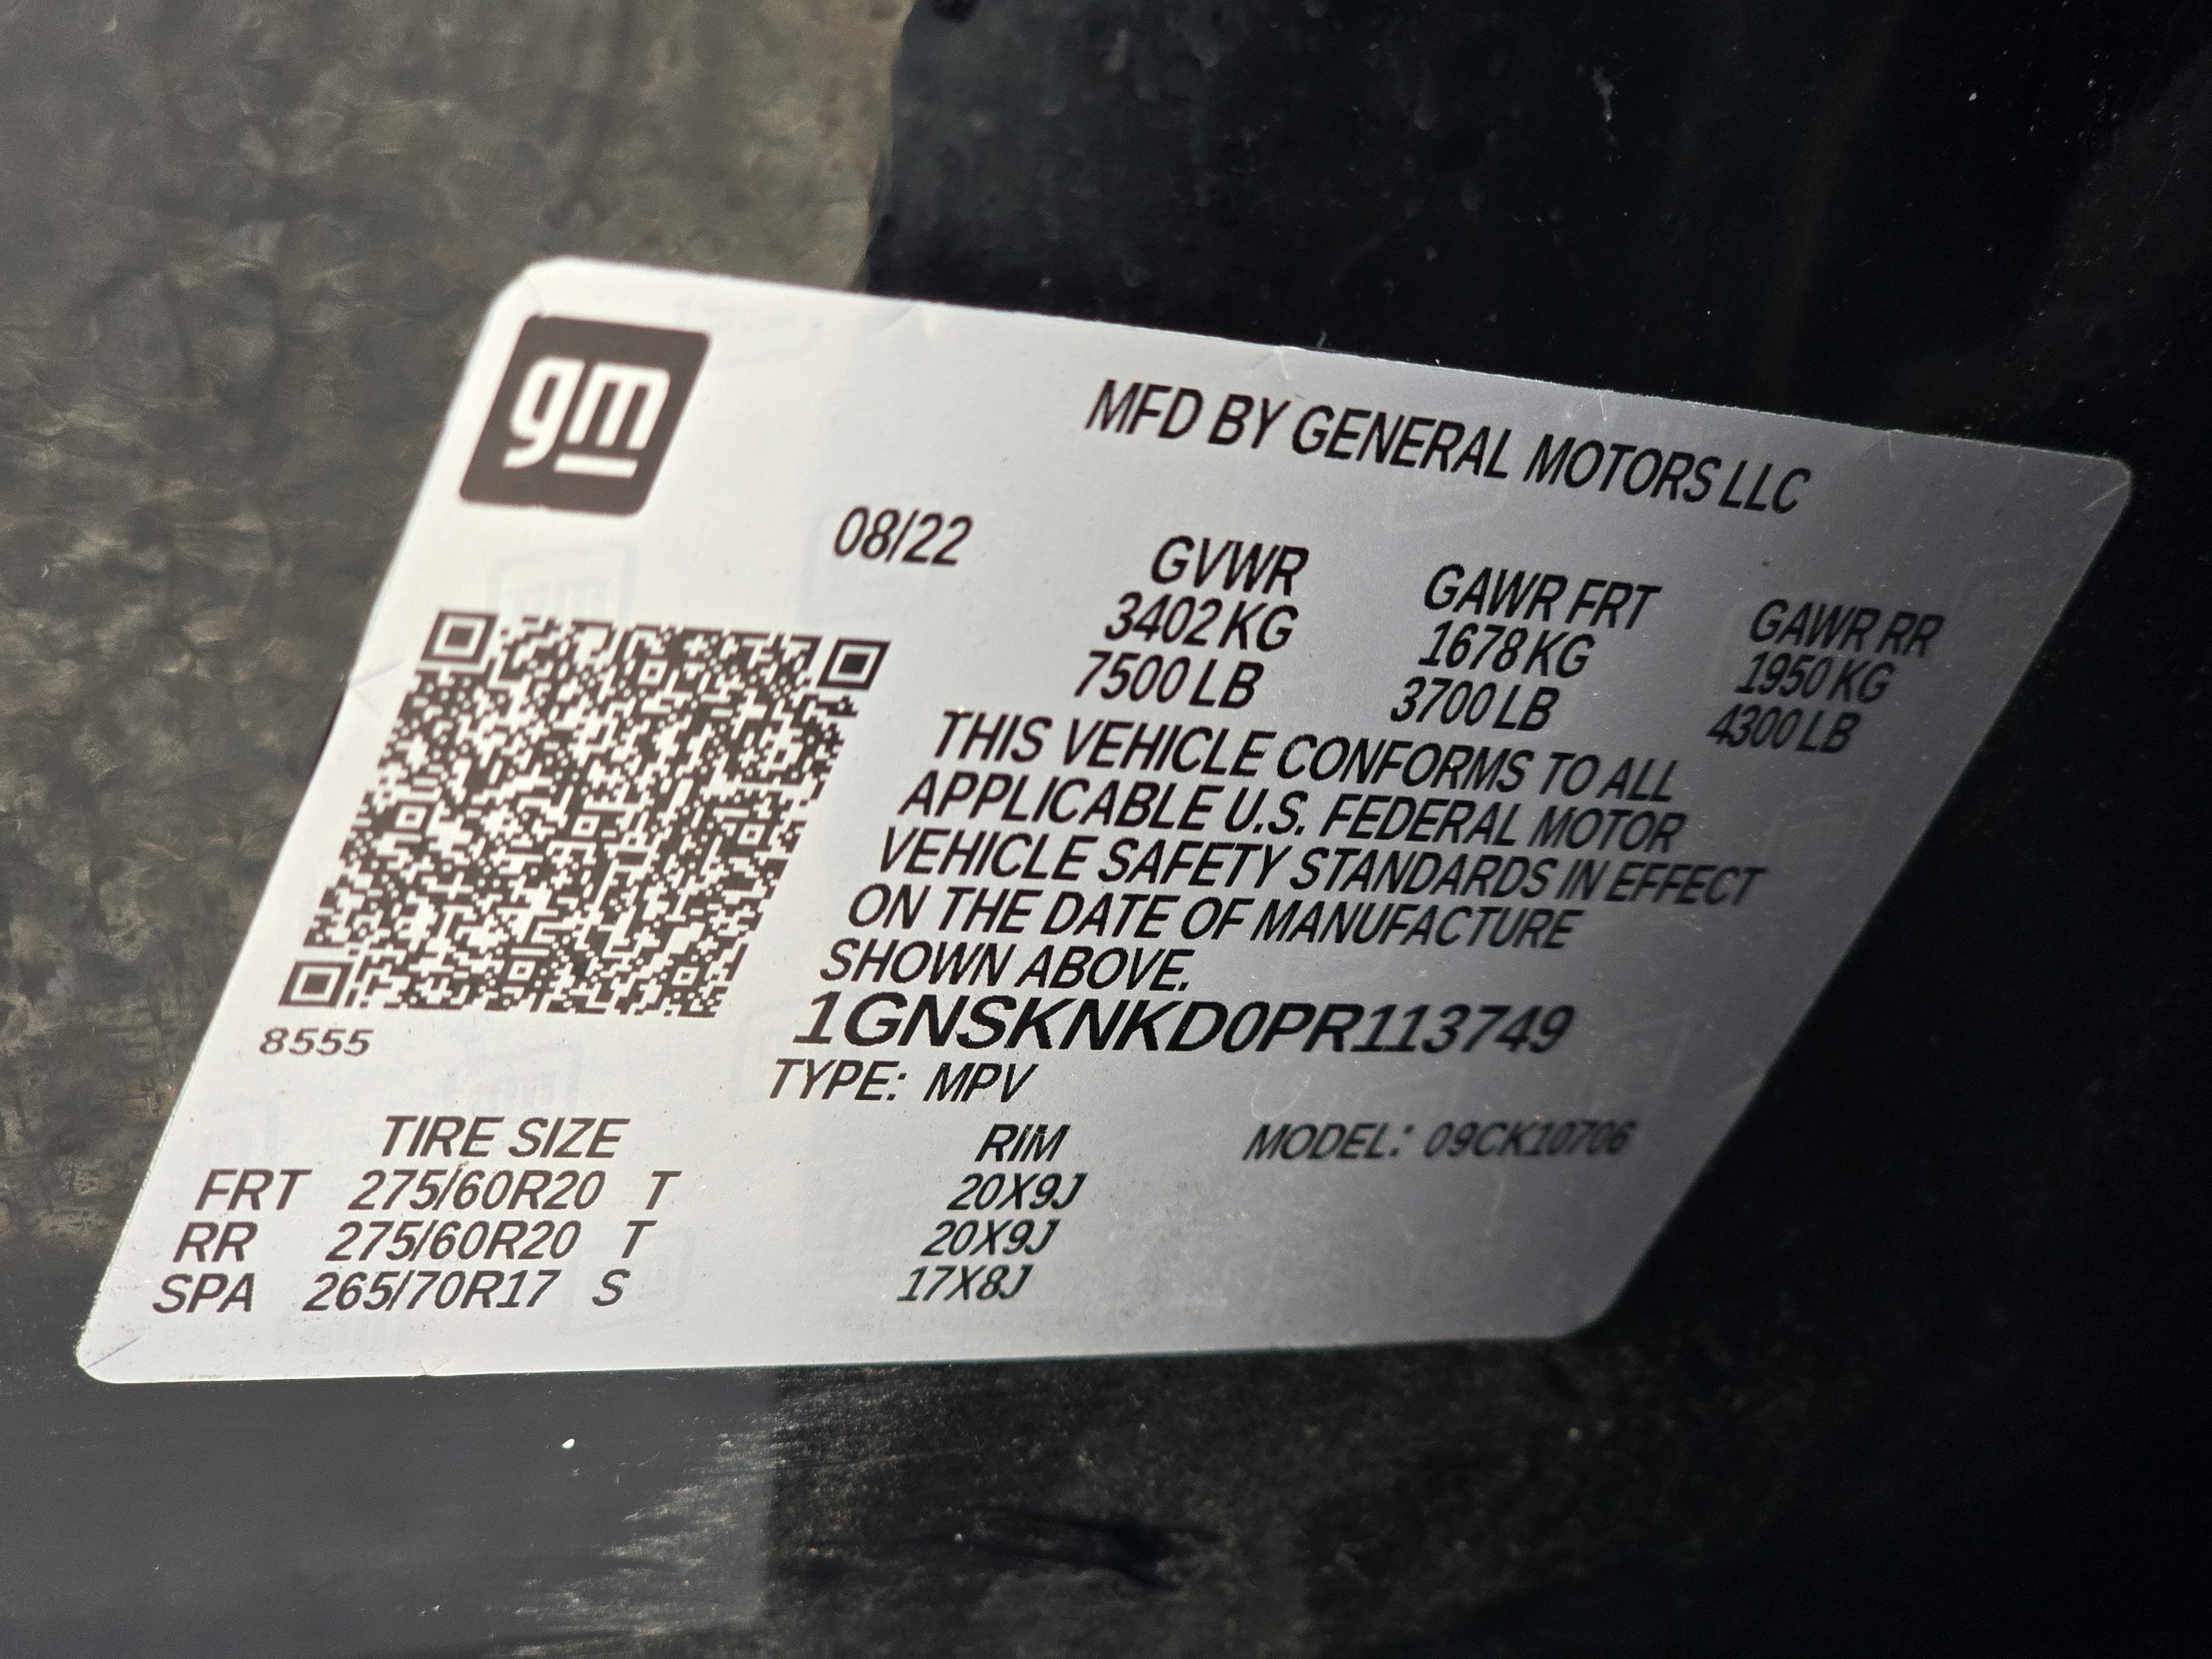 gm
MFD BY GENERAL MOTORS LLC
08/22
GVWR GAWR FRT GAWR RR
3402 KG 1678 KG 1950 KG
7500 LB 3700 LB 4300 LB
THIS VEHICLE CONFORMS TO ALL
APPLICABLE U.S. FEDERAL MOTOR
VEHICLE SAFETY STANDARDS IN EFFECT
ON THE DATE OF MANUFACTURE
SHOWN ABOVE.
1GNSKNKD0PR113749
8555
TYPE: MPV
MODEL: 09CK10706
TIRE SIZE RIM
FRT 275/60R20 T 20X9J
RR 275/60R20 T 20X9J
SPA 265/70R17 S 17X8J